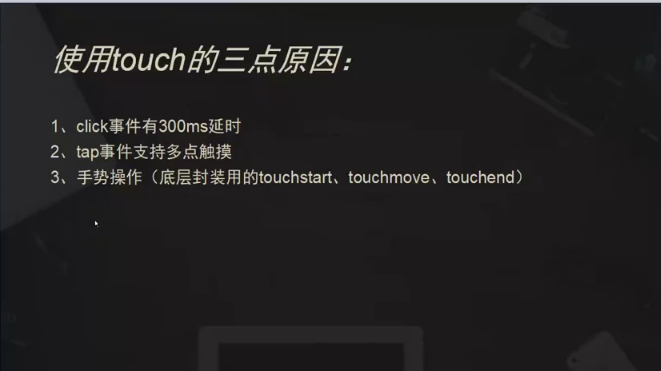 使用touch的三点原因：
1、click事件有300ms延时
2、tap事件支持多点触摸
3、手势操作（底层封装用的touchstart、touchmove、touchend）